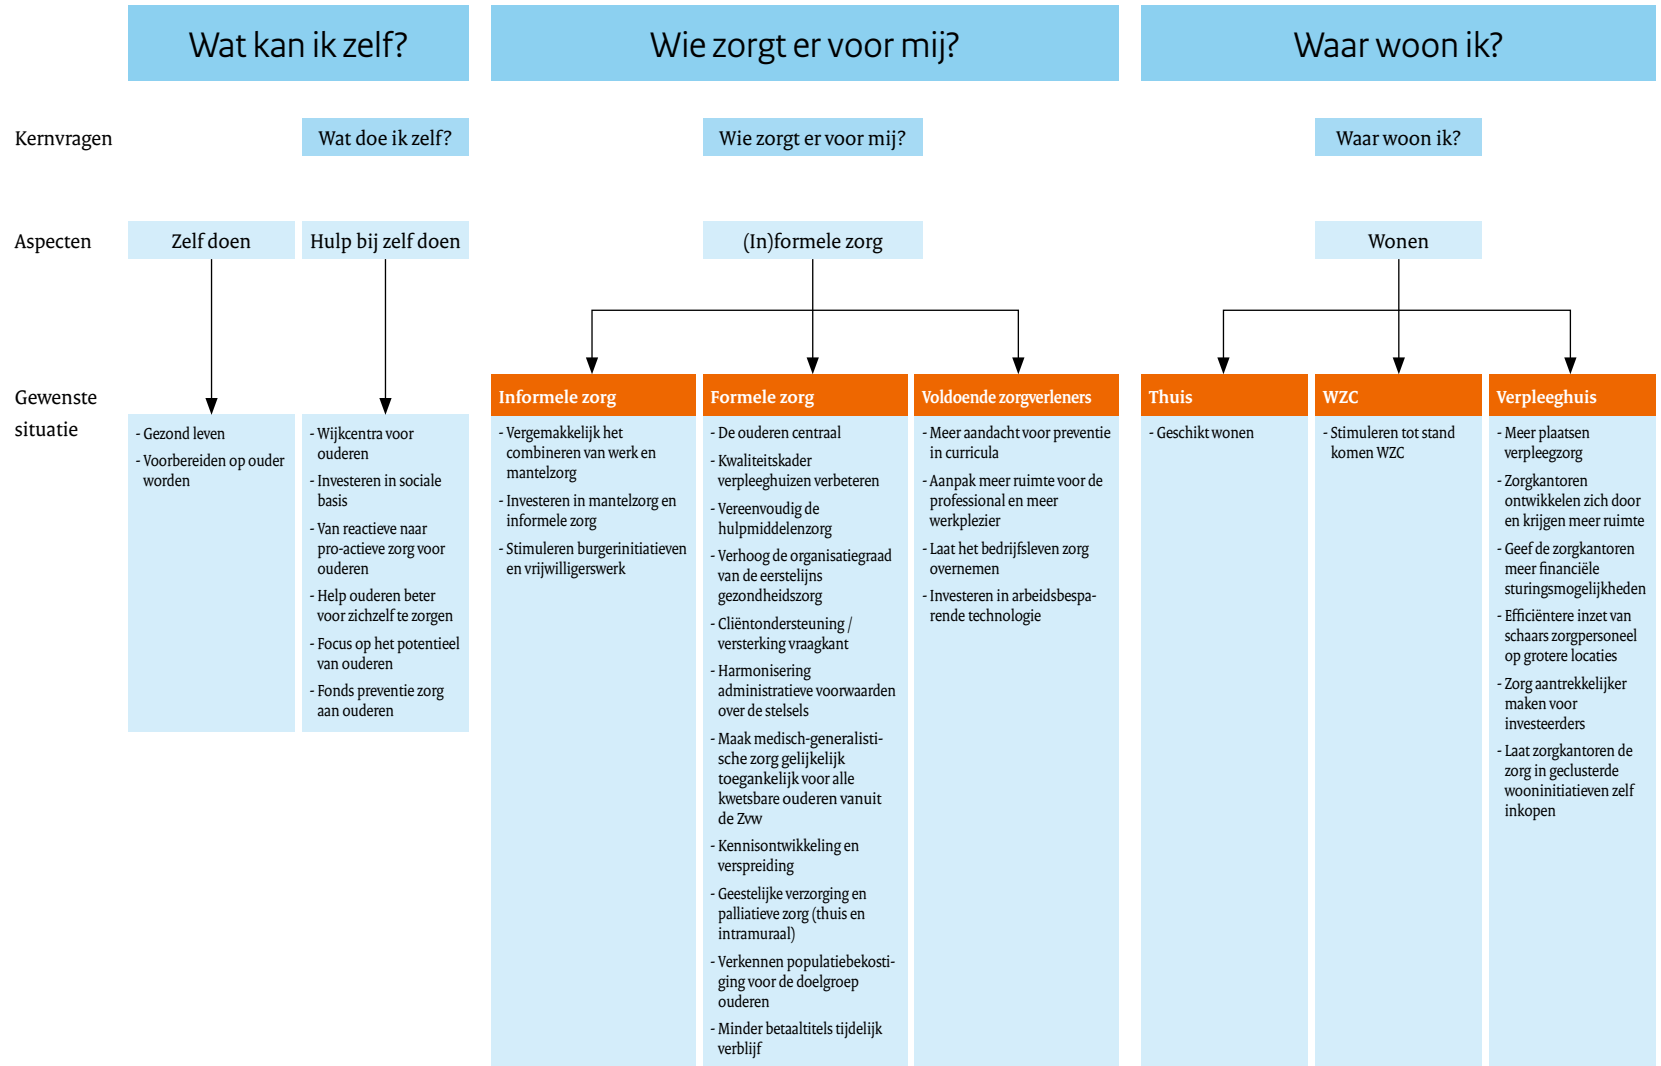 Wat kan ik zelf?
Wie zorgt er voor mij?
Waar woon ik?
Kernvragen
Wat doe ik zelf?
Wie zorgt er voor mij?
Waar woon ik?
Aspecten
Zelf doen
Hulp bij zelf doen
(In)formele zorg
Wonen
Gewenste
situatie
- Gezond leven
- Voorbereiden op ouder
worden
- Wijkcentra voor
ouderen
- Investeren in sociale
basis
- Van reactieve naar
pro-actieve zorg voor
ouderen
- Help ouderen beter
voor zichzelf te zorgen
- Focus op het potentieel
van ouderen
- Fonds preventie zorg
aan ouderen
Informele zorg
- Vergemakkelijk het
combineren van werk en
mantelzorg
- Investeren in mantelzorg en
informele zorg
- Stimuleren burgerinitiatieven
en vrijwilligerswerk
Formele zorg
- De ouderen centraal
- Kwaliteitskader
verpleeghuizen verbeteren
- Vereenvoudig de
hulpmiddelenzorg
- Verhoog de organisatiegraad
van de eerstelijns
gezondheidszorg
- Cliëntondersteuning /
versterking vraagkant
- Harmonisering
administratieve voorwaarden
over de stelsels
- Maak medisch-generalisti-
sche zorg gelijkelijk
toegankelijk voor alle
kwetsbare ouderen vanuit
de Zvw
- Kennisontwikkeling en
verspreiding
- Geestelijke verzorging en
palliatieve zorg (thuis en
intramuraal)
- Verkennen populatiebekosti-
ging voor de doelgroep
ouderen
- Minder betaaltitels tijdelijk
verblijf
Voldoende zorgverleners
- Meer aandacht voor preventie
in curricula
- Aanpak meer ruimte voor de
professional en meer
werkplezier
- Laat het bedrijfsleven zorg
overnemen
- Investeren in arbeidsbespa-
rende technologie
Thuis
- Geschikt wonen
WZC
- Stimuleren tot stand
komen WZC
Verpleeghuis
- Meer plaatsen
verpleegzorg
- Zorgkantoren
ontwikkelen zich door
en krijgen meer ruimte
- Geef de zorgkantoren
meer financiële
sturingsmogelijkheden
- Efficiëntere inzet van
schaars zorgpersoneel
op grotere locaties
- Zorg aantrekkelijker
maken voor
investeerders
- Laat zorgkantoren de
zorg in geclusterde
wooninitiatieven zelf
inkopen